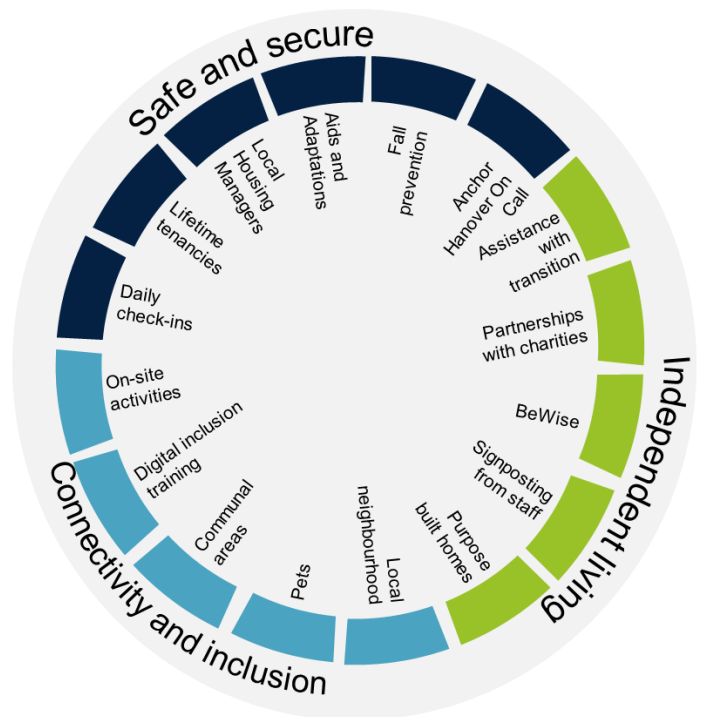 Safe and secure
Daily
check-ins
Lifetime
tenancies
Local
Housing
Managers
Aids and
Adaptations
Fall
prevention
Anchor
Hanover On
Call
Independent living
Assistance
with
transition
Partnerships
with charities
BeWise
Signposting
from staff
Purpose
built homes
Connectivity and inclusion
Local
neighbourhood
Pets
Communal
areas
Digital inclusion
training
On-site
activities